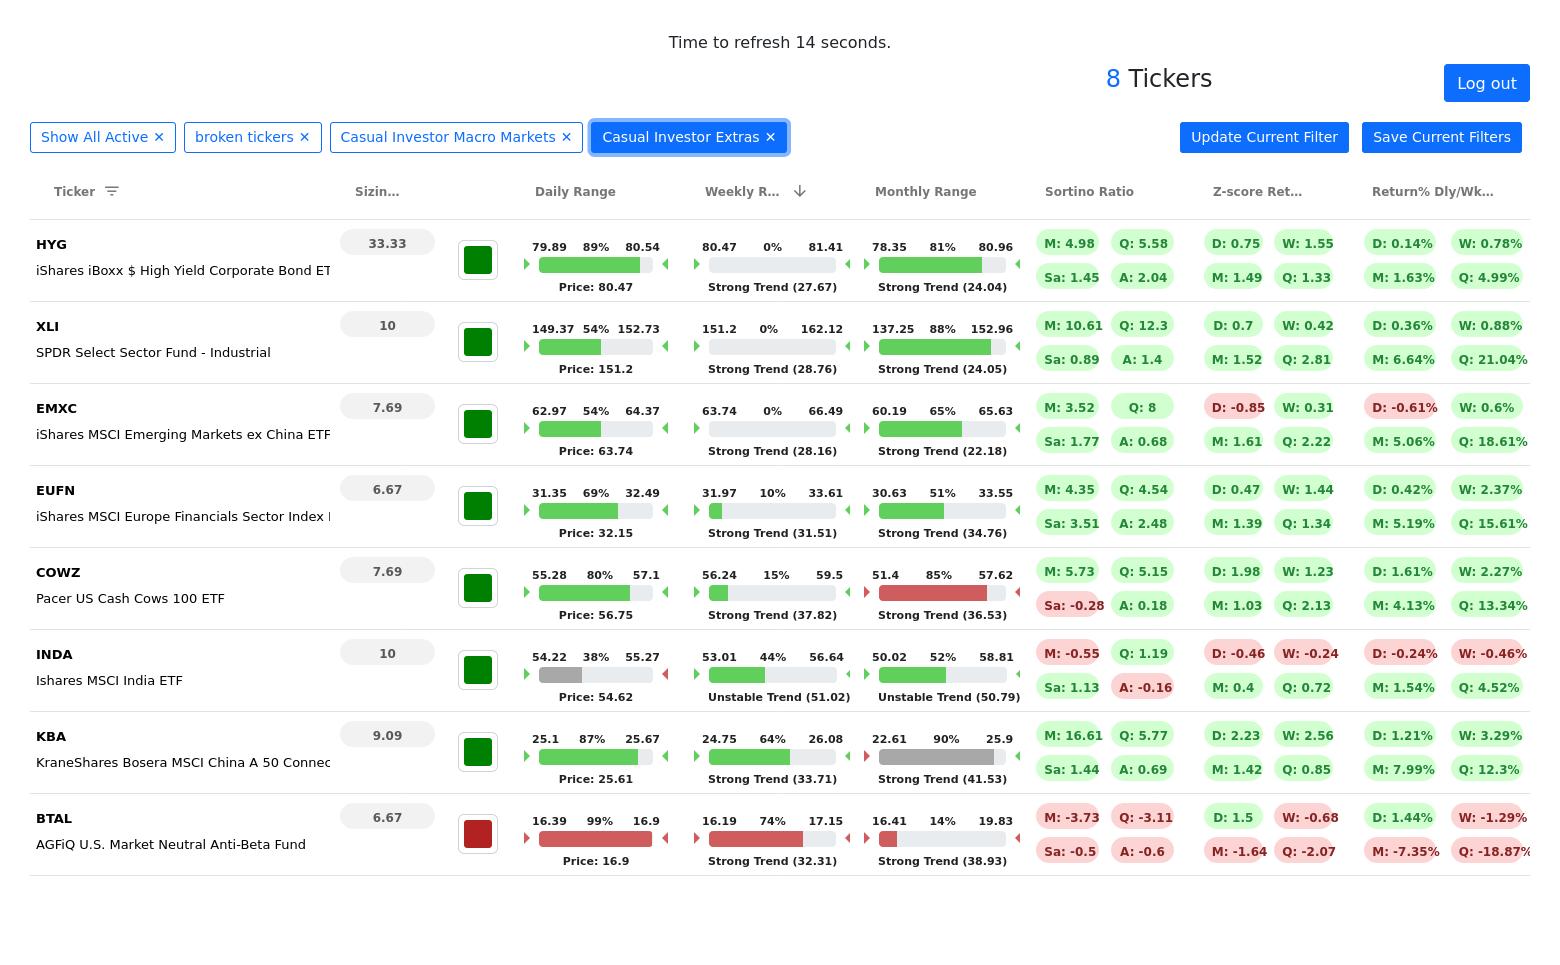 Time to refresh 14 seconds.
8 Tickers
Log out
Show All Active ✕ broken tickers ✕ Casual Investor Macro Markets ✕ Casual Investor Extras ✕ Update Current Filter Save Current Filters
Ticker Sizin… Daily Range Weekly R… Monthly Range Sortino Ratio Z-score Ret… Return% Dly/Wk…
HYG 33.33 79.89 89% 80.54 80.47 0% 81.41 78.35 81% 80.96 M: 4.98 Q: 5.58 D: 0.75 W: 1.55 D: 0.14% W: 0.78%
iShares iBoxx $ High Yield Corporate Bond ET Sa: 1.45 A: 2.04 M: 1.49 Q: 1.33 M: 1.63% Q: 4.99%
Price: 80.47 Strong Trend (27.67) Strong Trend (24.04)
XLI 10 149.37 54% 152.73 151.2 0% 162.12 137.25 88% 152.96 M: 10.61 Q: 12.3 D: 0.7 W: 0.42 D: 0.36% W: 0.88%
SPDR Select Sector Fund - Industrial Sa: 0.89 A: 1.4 M: 1.52 Q: 2.81 M: 6.64% Q: 21.04%
Price: 151.2 Strong Trend (28.76) Strong Trend (24.05)
EMXC 7.69 62.97 54% 64.37 63.74 0% 66.49 60.19 65% 65.63 M: 3.52 Q: 8 D: -0.85 W: 0.31 D: -0.61% W: 0.6%
iShares MSCI Emerging Markets ex China ETF Sa: 1.77 A: 0.68 M: 1.61 Q: 2.22 M: 5.06% Q: 18.61%
Price: 63.74 Strong Trend (28.16) Strong Trend (22.18)
EUFN 6.67 31.35 69% 32.49 31.97 10% 33.61 30.63 51% 33.55 M: 4.35 Q: 4.54 D: 0.47 W: 1.44 D: 0.42% W: 2.37%
iShares MSCI Europe Financials Sector Index Sa: 3.51 A: 2.48 M: 1.39 Q: 1.34 M: 5.19% Q: 15.61%
Price: 32.15 Strong Trend (31.51) Strong Trend (34.76)
COWZ 7.69 55.28 80% 57.1 56.24 15% 59.5 51.4 85% 57.62 M: 5.73 Q: 5.15 D: 1.98 W: 1.23 D: 1.61% W: 2.27%
Pacer US Cash Cows 100 ETF Sa: -0.28 A: 0.18 M: 1.03 Q: 2.13 M: 4.13% Q: 13.34%
Price: 56.75 Strong Trend (37.82) Strong Trend (36.53)
INDA 10 54.22 38% 55.27 53.01 44% 56.64 50.02 52% 58.81 M: -0.55 Q: 1.19 D: -0.46 W: -0.24 D: -0.24% W: -0.46%
Ishares MSCI India ETF Sa: 1.13 A: -0.16 M: 0.4 Q: 0.72 M: 1.54% Q: 4.52%
Price: 54.62 Unstable Trend (51.02) Unstable Trend (50.79)
KBA 9.09 25.1 87% 25.67 24.75 64% 26.08 22.61 90% 25.9 M: 16.61 Q: 5.77 D: 2.23 W: 2.56 D: 1.21% W: 3.29%
KraneShares Bosera MSCI China A 50 Connec Sa: 1.44 A: 0.69 M: 1.42 Q: 0.85 M: 7.99% Q: 12.3%
Price: 25.61 Strong Trend (33.71) Strong Trend (41.53)
BTAL 6.67 16.39 99% 16.9 16.19 74% 17.15 16.41 14% 19.83 M: -3.73 Q: -3.11 D: 1.5 W: -0.68 D: 1.44% W: -1.29%
AGFiQ U.S. Market Neutral Anti-Beta Fund Sa: -0.5 A: -0.6 M: -1.64 Q: -2.07 M: -7.35% Q: -18.87%
Price: 16.9 Strong Trend (32.31) Strong Trend (38.93)